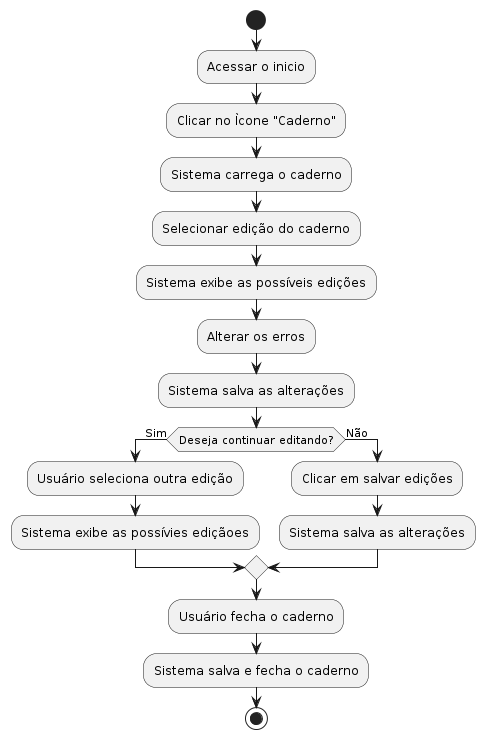 Acessar o inicio
Clicar no Ìcone "Caderno"
Sistema carrega o caderno
Selecionar edição do caderno
Sistema exibe as possíveis edições
Alterar os erros
Sistema salva as alterações
Sim
Deseja continuar editando?
Não
Usuário seleciona outra edição
Clicar em salvar edições
Sistema exibe as possívies ediçãoes
Sistema salva as alterações
Usuário fecha o caderno
Sistema salva e fecha o caderno